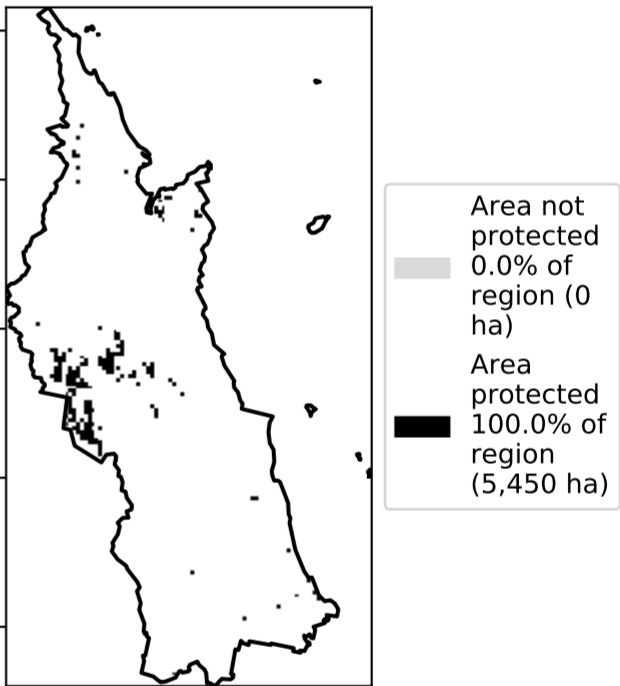 Area not
protected
0.0% of
region (0
ha)
Area
protected
100.0% of
region
(5,450 ha)